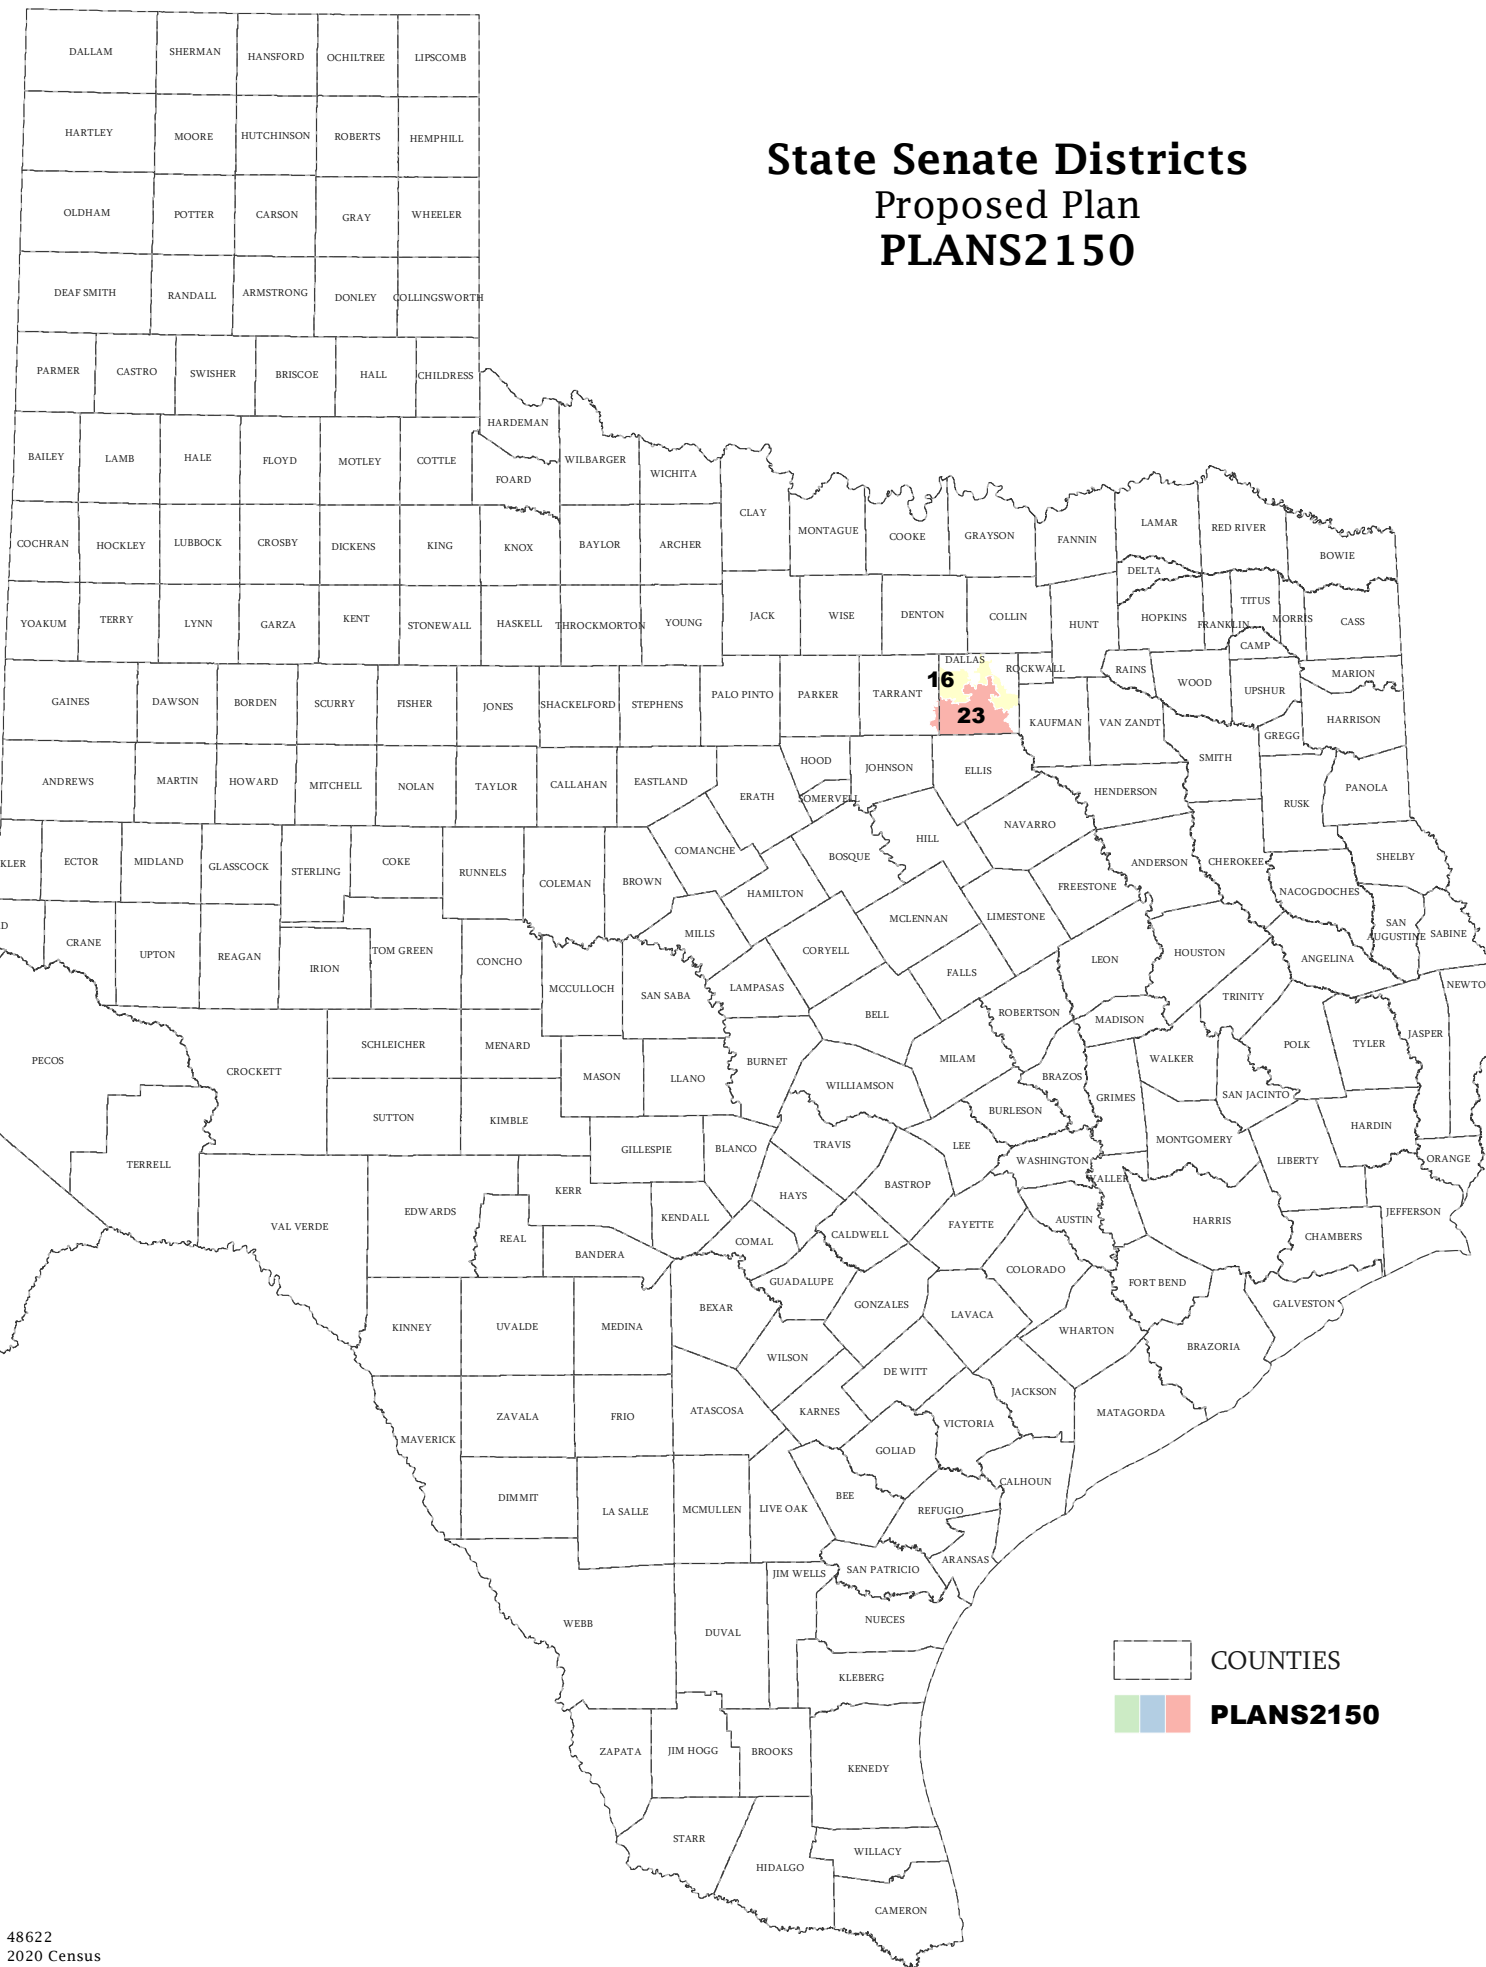 State Senate Districts
Proposed Plan
PLANS2150
DALLAM SHERMAN HANSFORD OCHILTREE LIPSCOMB
HARTLEY MOORE HUTCHINSON ROBERTS HEMPHILL
OLDHAM POTTER CARSON GRAY WHEELER
DEAF SMITH RANDALL ARMSTRONG DONLEY COLLINGSWORTH
PARMER CASTRO SWISHER BRISCOE HALL CHILDRESS
HARDEMAN
BAILEY LAMB HALE FLOYD MOTLEY COTTLE FOARD WILBARGER WICHITA
CLAY MONTAGUE COOKE GRAYSON FANNIN LAMAR RED RIVER BOWIE
COCHRAN HOCKLEY LUBBOCK CROSBY DICKENS KING KNOX BAYLOR ARCHER
DELTA
YOAKUM TERRY LYNN GARZA KENT STONEWALL HASKELL THROCKMORTON YOUNG JACK WISE DENTON COLLIN HUNT HOPKINS FRANKLIN TITUS MORRIS CASS
CAMP
DALLAS ROCKWALL RAINS WOOD UPSHUR MARION
16
23
GAINES DAWSON BORDEN SCURRY FISHER JONES SHACKELFORD STEPHENS PALO PINTO PARKER TARRANT KAUFMAN VAN ZANDT GREGG HARRISON
ANDREWS MARTIN HOWARD MITCHELL NOLAN TAYLOR CALLAHAN EASTLAND ERATH HOOD JOHNSON ELLIS HENDERSON SMITH RUSK PANOLA
SOMERVELL
KLER ECTOR MIDLAND GLASSCOCK STERLING COKE RUNNELS COLEMAN BROWN COMANCHE BOSQUE HILL NAVARRO ANDERSON CHEROKEE SHELBY
HAMILTON FREESTONE NACOGDOCHES
D CRANE UPTON REAGAN IRION TOM GREEN CONCHO MILLS CORYELL MCLENNAN LIMESTONE LEON HOUSTON ANGELINA SAN
AUGUSTINE SABINE
MCCULLOCH SAN SABA LAMPASAS FALLS TRINITY NEWTO
BELL ROBERTSON MADISON
PECOS CROCKETT SCHLEICHER MENARD MASON LLANO BURNET WILLIAMSON MILAM BRAZOS WALKER POLK TYLER JASPER
SUTTON KIMBLE BURLESON GRIMES SAN JACINTO HARDIN
TERRELL GILLESPIE BLANCO TRAVIS LEE WASHINGTON MONTGOMERY LIBERTY ORANGE
WALLER
VAL VERDE EDWARDS KERR KENDALL HAYS BASTROP FAYETTE AUSTIN HARRIS JEFFERSON
REAL BANDERA COMAL CALDWELL COLORADO CHAMBERS
GUADALUPE FORT BEND
KINNEY UVALDE MEDINA BEXAR GONZALES LAVACA WHARTON GALVESTON
WILSON BRAZORIA
DE WITT JACKSON
ZAVALA FRIO ATASCOSA KARNES VICTORIA MATAGORDA
MAVERICK GOLIAD
DIMMIT LA SALLE MCMULLEN LIVE OAK BEE REFUGIO CALHOUN
ARANSAS
JIM WELLS SAN PATRICIO
WEBB DUVAL NUECES
KLEBERG
ZAPATA JIM HOGG BROOKS KENEDY
STARR HIDALGO WILLACY
CAMERON
COUNTIES
PLANS2150
48622
2020 Census